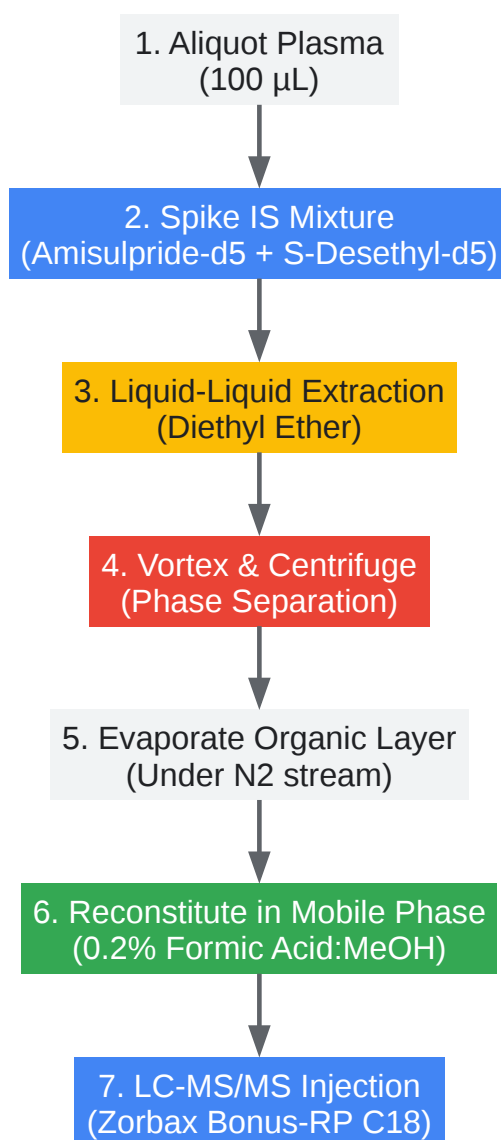 1. Aliquot Plasma
(100 µL)
2. Spike IS Mixture
(Amisulpride-d5 + S-Desethyl-d5)
3. Liquid-Liquid Extraction
(Diethyl Ether)
4. Vortex & Centrifuge
(Phase Separation)
5. Evaporate Organic Layer
(Under N2 stream)
6. Reconstitute in Mobile Phase
(0.2% Formic Acid:MeOH)
7. LC-MS/MS Injection
(Zorbax Bonus-RP C18)